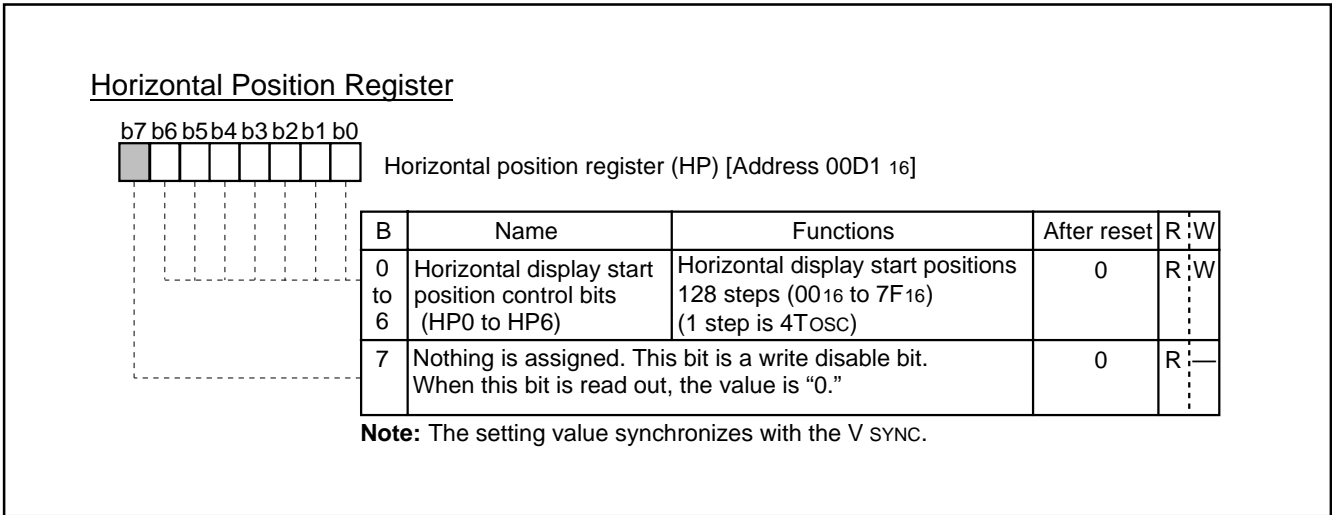 Horizontal Position Register
b7 b6 b5 b4 b3 b2 b1 b0
Horizontal position register (HP) [Address 00D1 16]
B Name Functions After reset R W
0 to 6 Horizontal display start position control bits (HP0 to HP6) Horizontal display start positions 128 steps (0016 to 7F16) (1 step is 4TOSC) 0 R W
7 Nothing is assigned. This bit is a write disable bit. 0 R —
When this bit is read out, the value is “0.”
Note: The setting value synchronizes with the V SYNC.